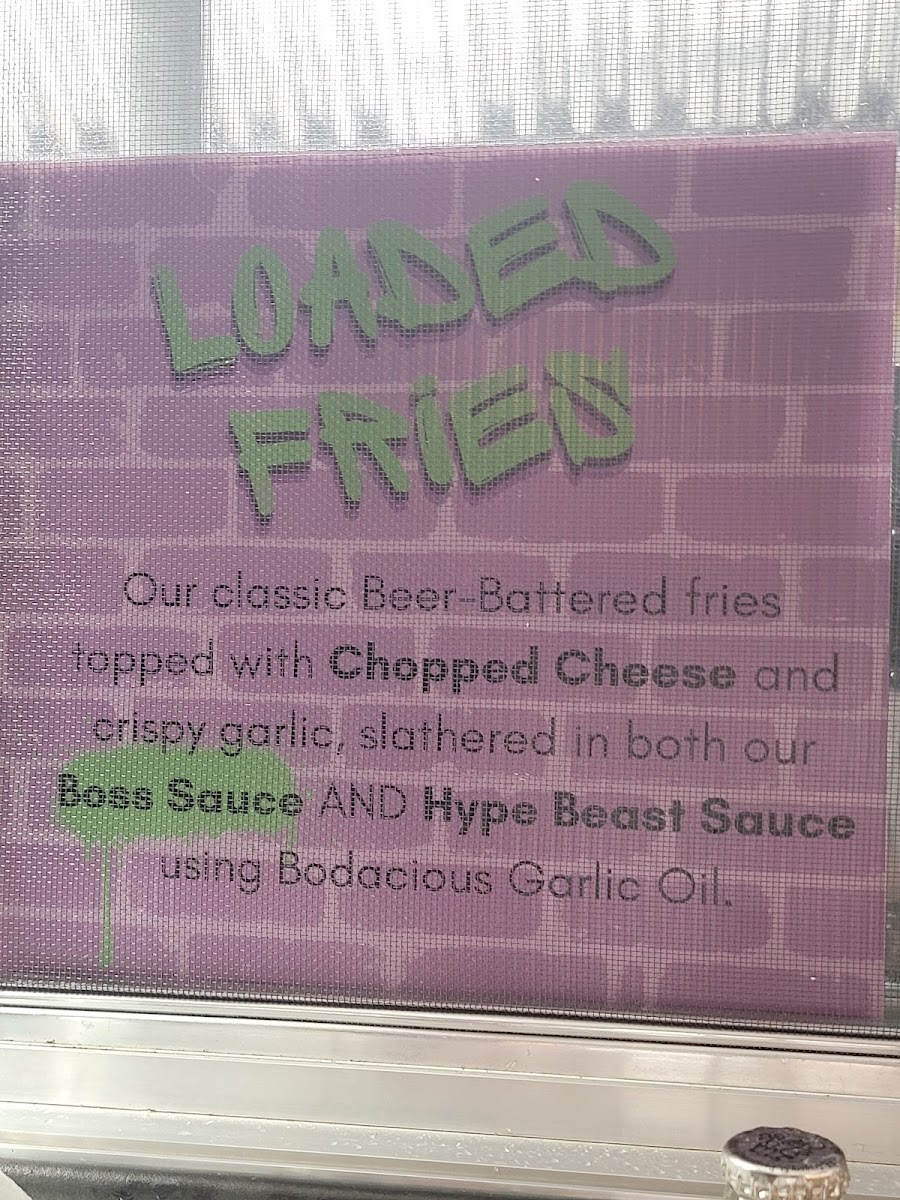 LOADED
FRiES
Our classic Beer-Battered fries
topped with Chopped Cheese and
crispy garlic, slathered in both our
Boss Sauce AND Hype Beast Sauce
using Bodacious Garlic Oil.